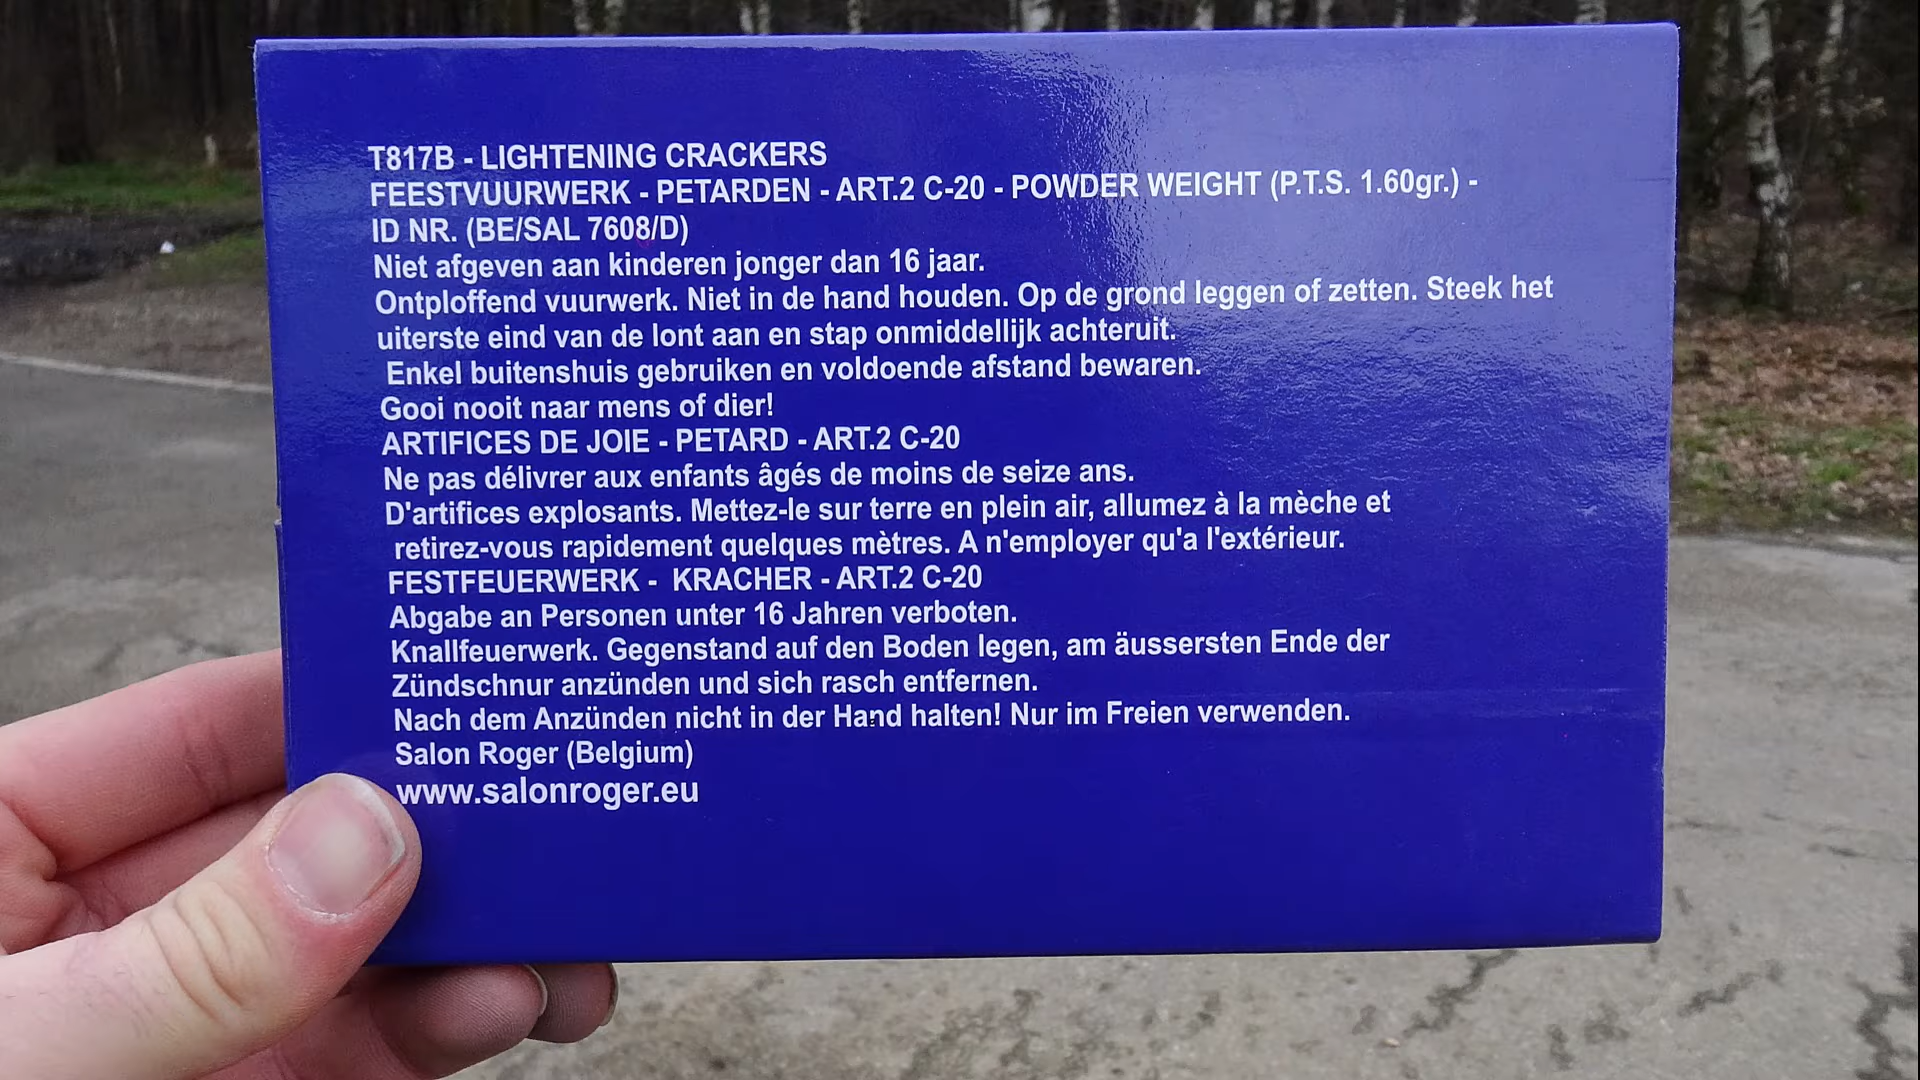 T817B - LIGHTENING CRACKERS
FEESTVUURWERK - PETARDEN - ART.2 C-20 - POWDER WEIGHT (P.T.S. 1.60gr.) -
ID NR. (BE/SAL 7608/D)
Niet afgeven aan kinderen jonger dan 16 jaar.
Ontploffend vuurwerk. Niet in de hand houden. Op de grond leggen of zetten. Steek het
uiterste eind van de lont aan en stap onmiddellijk achteruit.
Enkel buitenshuis gebruiken en voldoende afstand bewaren.
Gooi nooit naar mens of dier!
ARTIFICES DE JOIE - PETARD - ART.2 C-20
Ne pas délivrer aux enfants âgés de moins de seize ans.
D'artifices explosants. Mettez-le sur terre en plein air, allumez à la mèche et
retirez-vous rapidement quelques mètres. A n'employer qu'a l'extérieur.
FESTFEUERWERK - KRACHER - ART.2 C-20
Abgabe an Personen unter 16 Jahren verboten.
Knallfeuerwerk. Gegenstand auf den Boden legen, am äussersten Ende der
Zündschnur anzünden und sich rasch entfernen.
Nach dem Anzünden nicht in der Hand halten! Nur im Freien verwenden.
Salon Roger (Belgium)
www.salonroger.eu